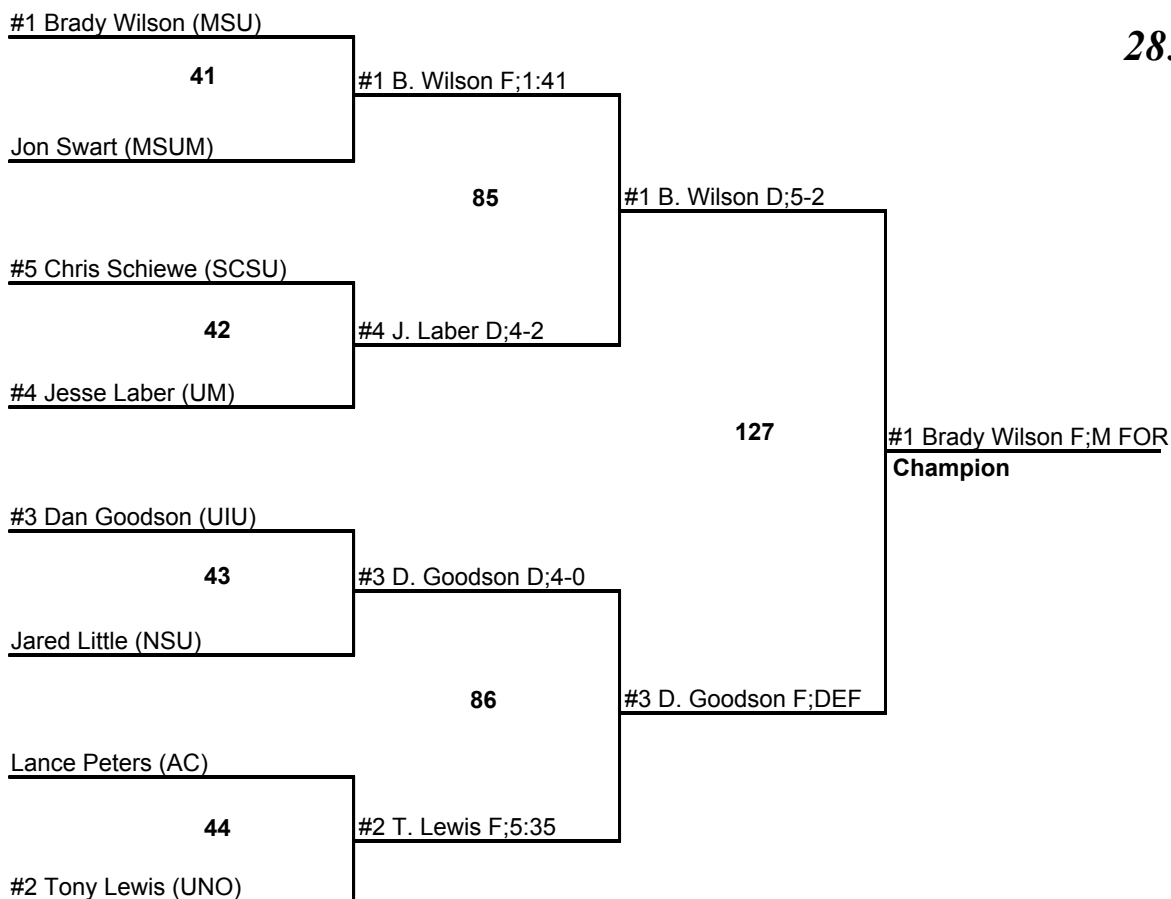 #1 Brady Wilson (MSU)
28.
41
#1 B. Wilson F;1:41
Jon Swart (MSUM)
85
#1 B. Wilson D;5-2
#5 Chris Schiewe (SCSU)
42
#4 J. Laber D;4-2
#4 Jesse Laber (UM)
127
#1 Brady Wilson F;M FOR
Champion
#3 Dan Goodson (UIU)
43
#3 D. Goodson D;4-0
Jared Little (NSU)
86
#3 D. Goodson F;DEF
Lance Peters (AC)
44
#2 T. Lewis F;5:35
#2 Tony Lewis (UNO)